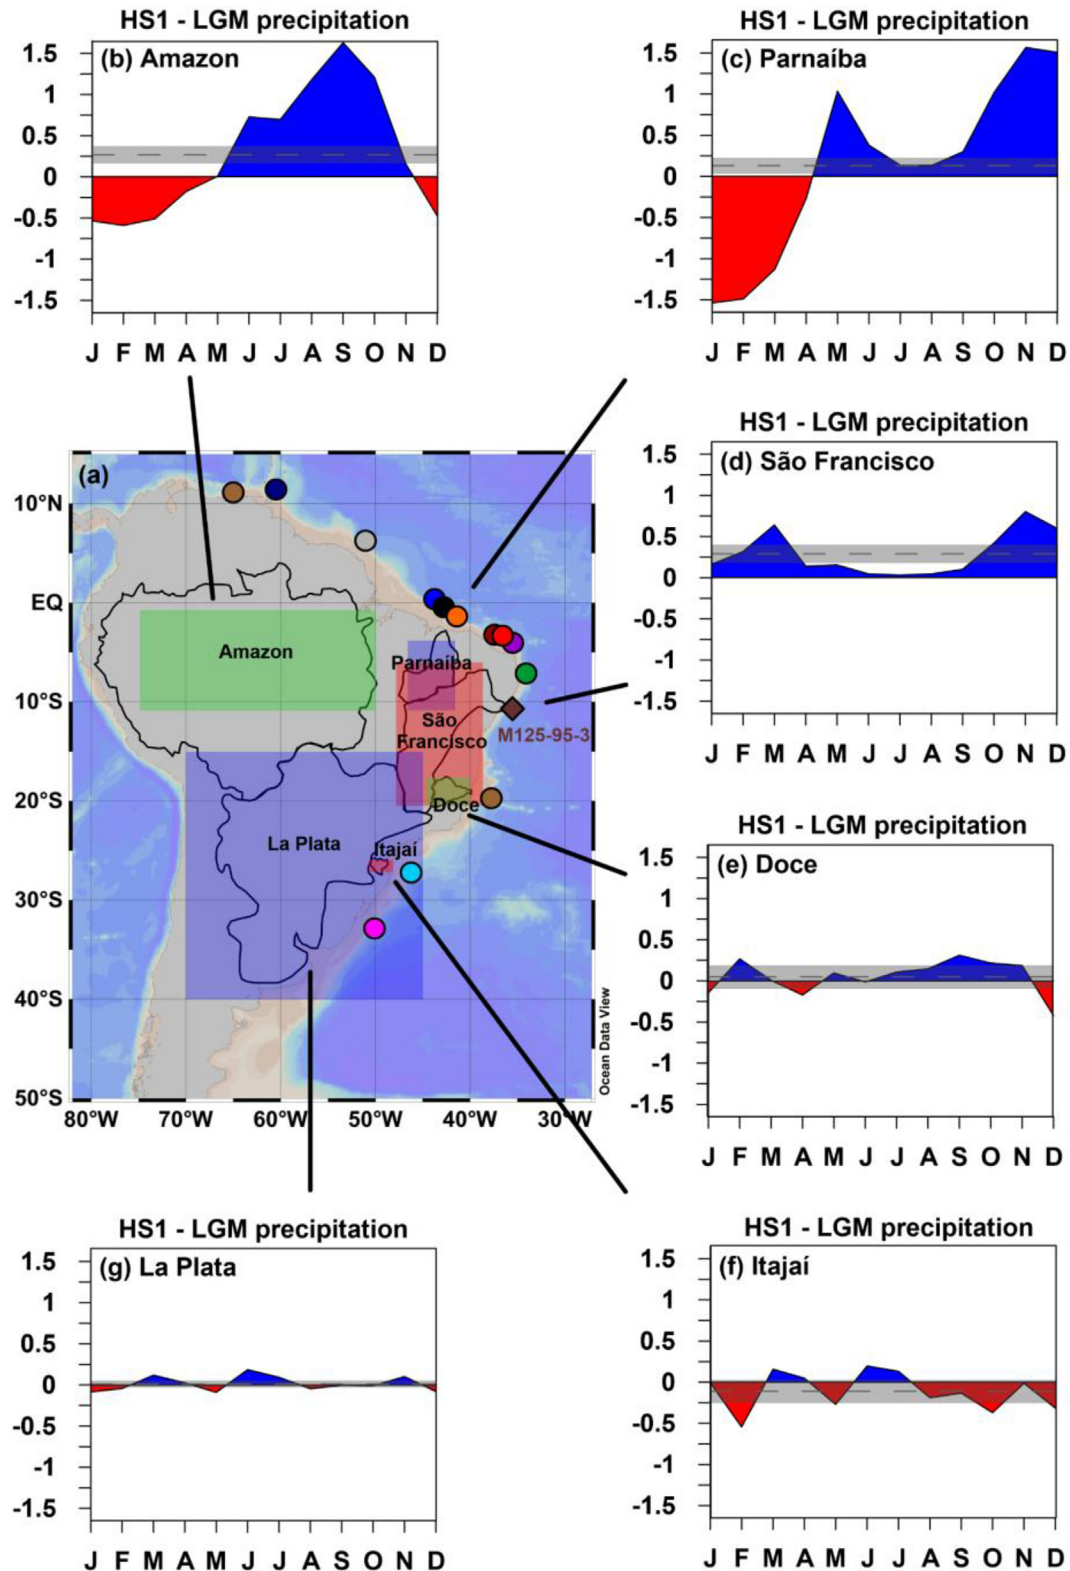 HS1 - LGM precipitation
(b) Amazon
1.5
1
0.5
0
-0.5
-1
-1.5
J F M A M J J A S O N D
HS1 - LGM precipitation
(c) Parnaíba
1.5
1
0.5
0
-0.5
-1
-1.5
J F M A M J J A S O N D
(a)
10°N
EQ
10°S
20°S
30°S
40°S
50°S
80°W 70°W 60°W 50°W 40°W 30°W
Amazon
Parnaíba
São
Francisco
M125-95-3
Doce
La Plata
Itajaí
Ocean Data View
HS1 - LGM precipitation
(d) São Francisco
1.5
1
0.5
0
-0.5
-1
-1.5
J F M A M J J A S O N D
HS1 - LGM precipitation
(e) Doce
1.5
1
0.5
0
-0.5
-1
-1.5
J F M A M J J A S O N D
HS1 - LGM precipitation
(g) La Plata
1.5
1
0.5
0
-0.5
-1
-1.5
J F M A M J J A S O N D
HS1 - LGM precipitation
(f) Itajaí
1.5
1
0.5
0
-0.5
-1
-1.5
J F M A M J J A S O N D